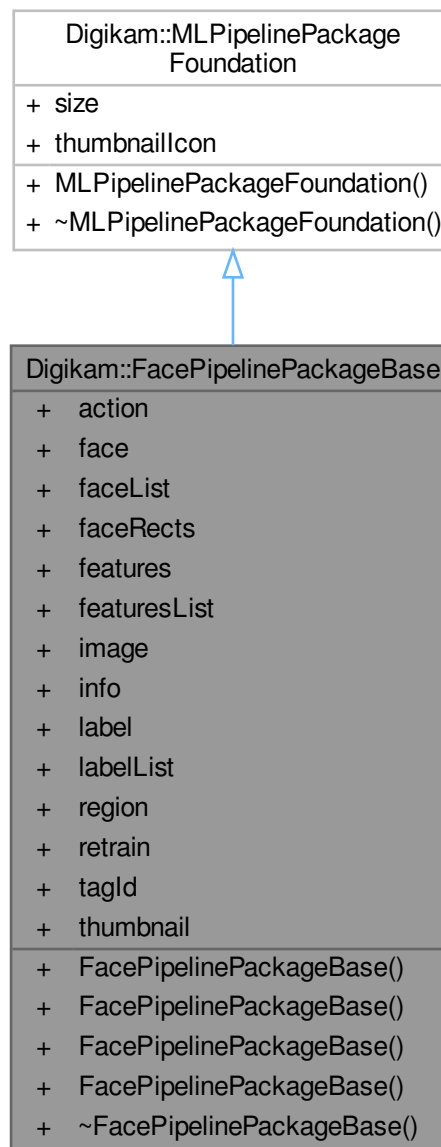 Digikam::MLPipelinePackage
Foundation
+ size
+ thumbnailIcon
+ MLPipelinePackageFoundation()
+ ~MLPipelinePackageFoundation()
Digikam::FacePipelinePackageBase
+ action
+ face
+ faceList
+ faceRects
+ features
+ featuresList
+ image
+ info
+ label
+ labelList
+ region
+ retrain
+ tagId
+ thumbnail
+ FacePipelinePackageBase()
+ FacePipelinePackageBase()
+ FacePipelinePackageBase()
+ FacePipelinePackageBase()
+ ~FacePipelinePackageBase()